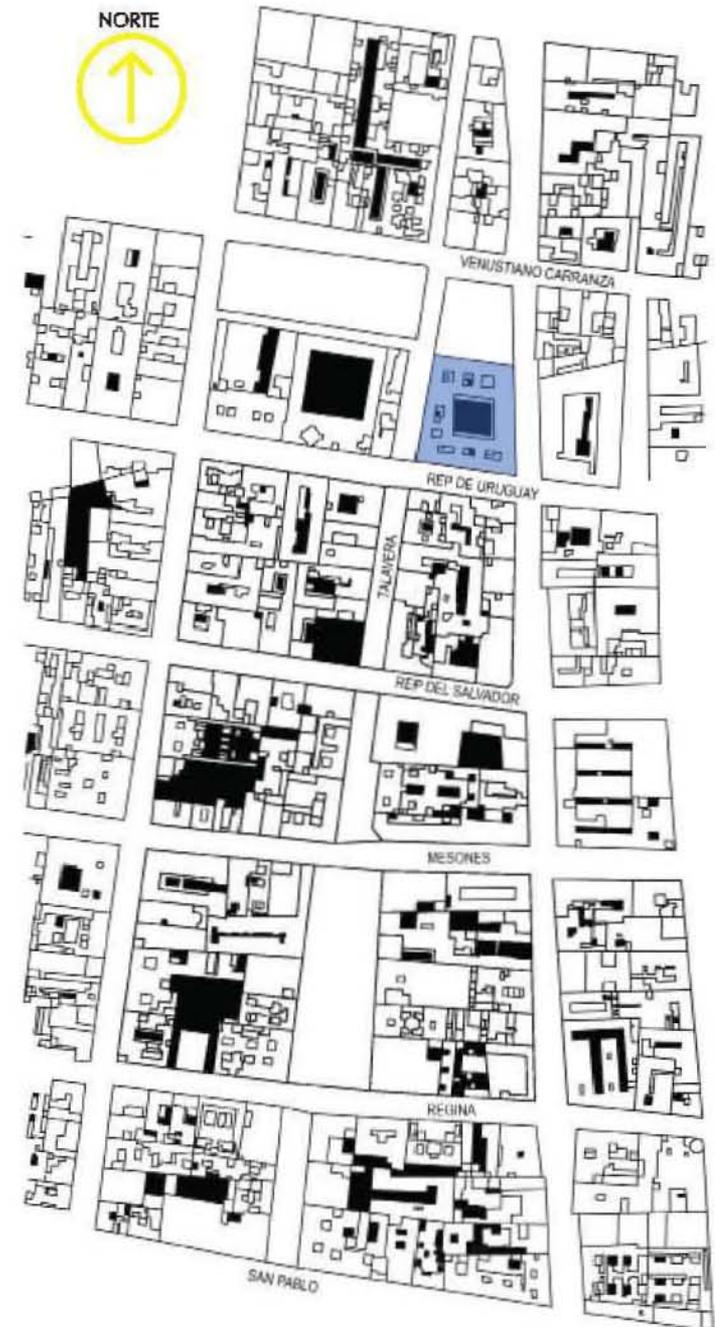 NORTE
VENUSTIANO CARRANZA
REP DE URUGUAY
TALAVERA
REP DEL SALVADOR
MESONES
REGINA
SAN PABLO